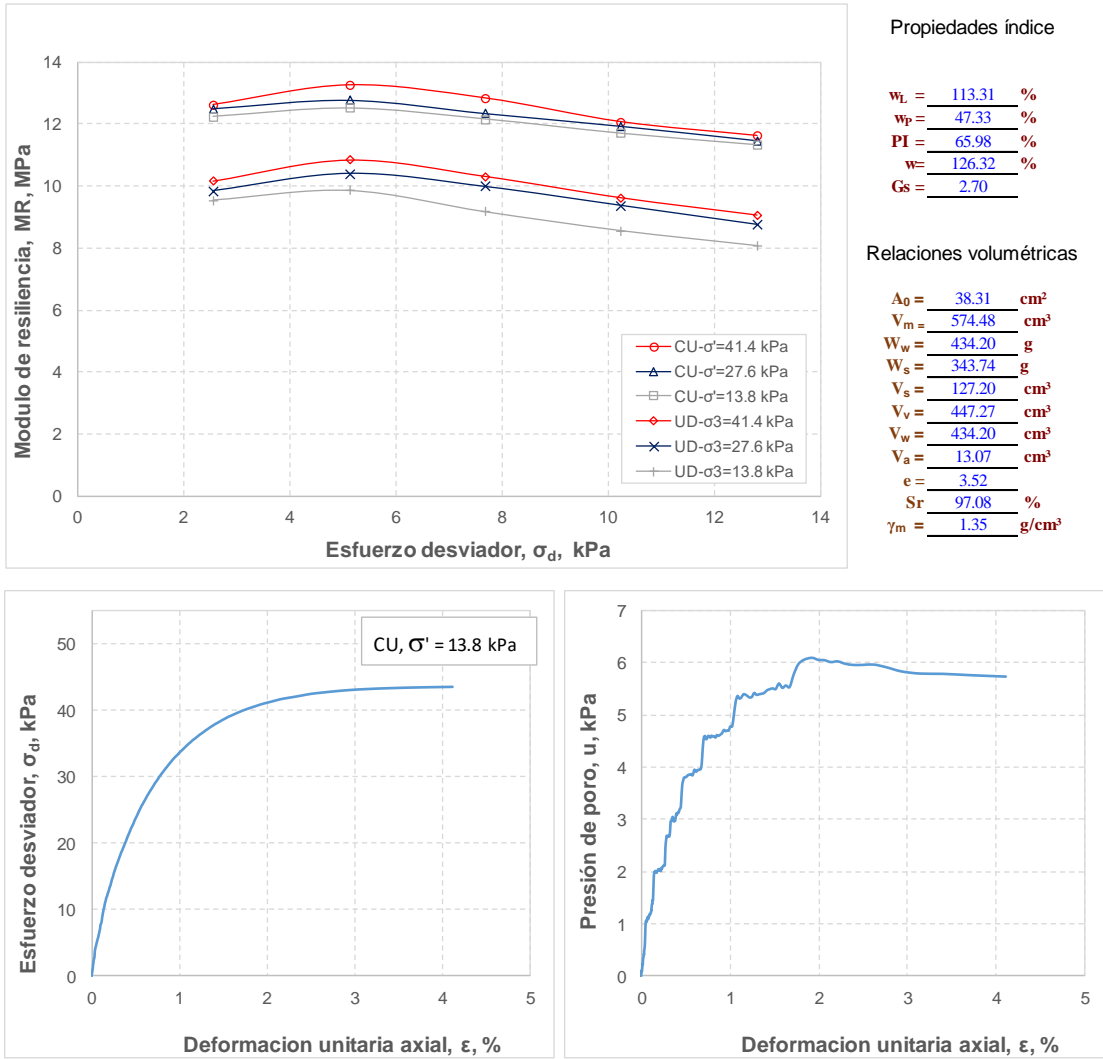 14
12
10
8
6
4
2
0
0 2 4 6 8 10 12 14
Modulo de resiliencia, MR, MPa
Esfuerzo desviador, σd, kPa
CU-σ'=41.4 kPa
CU-σ'=27.6 kPa
CU-σ'=13.8 kPa
UD-σ3=41.4 kPa
UD-σ3=27.6 kPa
UD-σ3=13.8 kPa
Propiedades índice
wL = 113.31 %
wP = 47.33 %
PI = 65.98 %
w= 126.32 %
Gs = 2.70
Relaciones volumétricas
A0 = 38.31 cm²
Vm = 574.48 cm³
Ww = 434.20 g
Ws = 343.74 g
Vs = 127.20 cm³
Vv = 447.27 cm³
Vw = 434.20 cm³
Va = 13.07 cm³
e = 3.52
Sr 97.08 %
γm = 1.35 g/cm³
50
40
30
20
10
0
0 1 2 3 4 5
Esfuerzo desviador, σd, kPa
CU, σ' = 13.8 kPa
Deformacion unitaria axial, ε, %
7
6
5
4
3
2
1
0
0 1 2 3 4 5
Presión de poro, u, kPa
Deformacion unitaria axial, ε, %